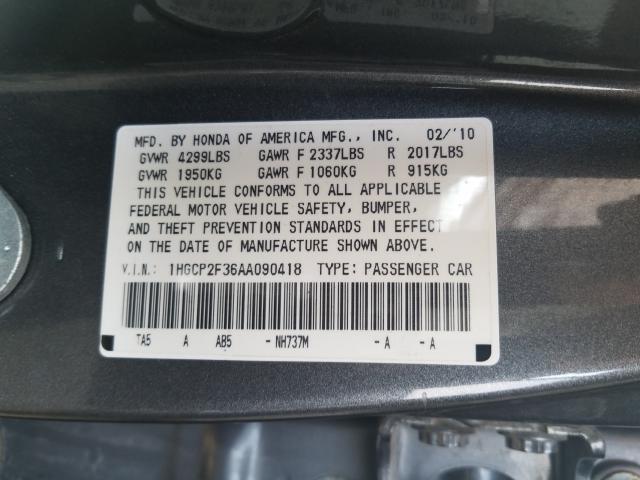 MFD. BY HONDA OF AMERICA MFG., INC. 02/'10
GVWR 4299LBS GAWR F 2337LBS R 2017LBS
GVWR 1950KG GAWR F 1060KG R 915KG
THIS VEHICLE CONFORMS TO ALL APPLICABLE
FEDERAL MOTOR VEHICLE SAFETY, BUMPER,
AND THEFT PREVENTION STANDARDS IN EFFECT
ON THE DATE OF MANUFACTURE SHOWN ABOVE.
V.I.N.: 1HGCP2F36AA090418 TYPE: PASSENGER CAR
TA5 A AB5 - NH737M - A - A